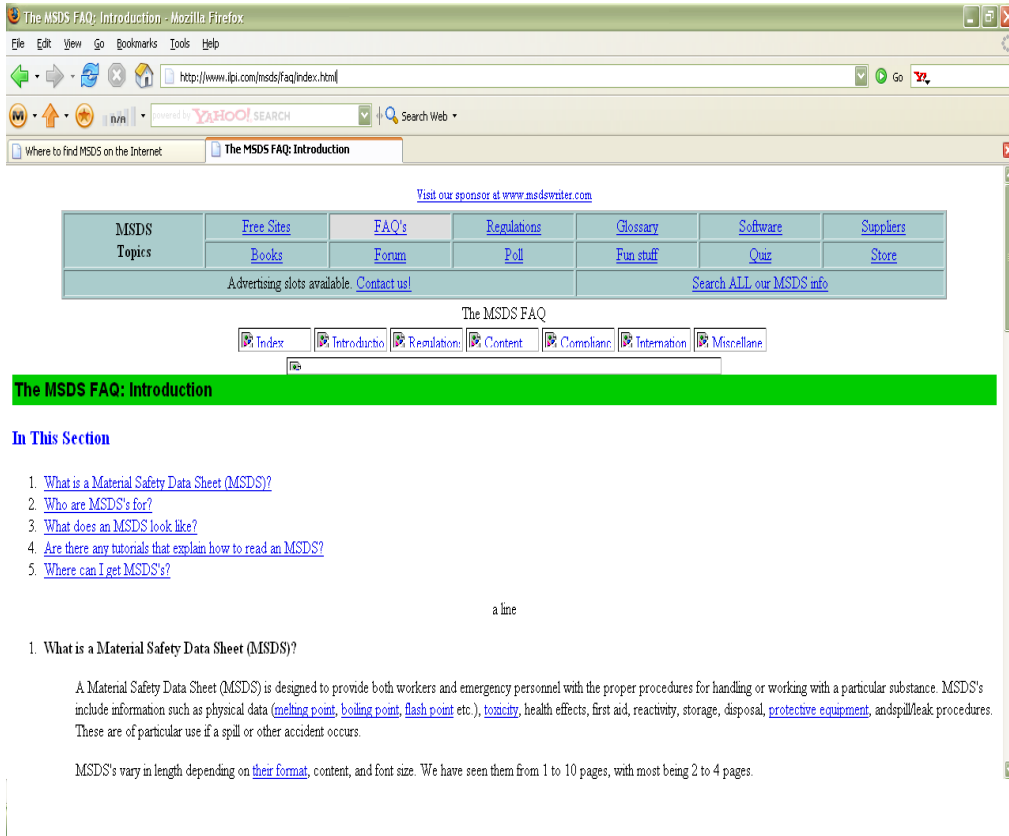 The MSDS FAQ: Introduction - Mozilla Firefox
File Edit View Go Bookmarks Tools Help
http://www.ilpi.com/msds/faq/index.html Go
n/a powered by YAHOO! SEARCH Search Web
Where to find MSDS on the Internet The MSDS FAQ: Introduction
Visit our sponsor at www.msdswriter.com
MSDS Topics
Free Sites FAQ's Regulations Glossary Software Suppliers
Books Forum Poll Fun stuff Quiz Store
Advertising slots available. Contact us! Search ALL our MSDS info
The MSDS FAQ
Index Introductio Regulation: Content Complianc Internation Miscellane
The MSDS FAQ: Introduction
In This Section
1. What is a Material Safety Data Sheet (MSDS)?
2. Who are MSDS's for?
3. What does an MSDS look like?
4. Are there any tutorials that explain how to read an MSDS?
5. Where can I get MSDS's?
a line
1. What is a Material Safety Data Sheet (MSDS)?
A Material Safety Data Sheet (MSDS) is designed to provide both workers and emergency personnel with the proper procedures for handling or working with a particular substance. MSDS's
include information such as physical data (melting point, boiling point, flash point etc.), toxicity, health effects, first aid, reactivity, storage, disposal, protective equipment, andspill/leak procedures.
These are of particular use if a spill or other accident occurs.
MSDS's vary in length depending on their format, content, and font size. We have seen them from 1 to 10 pages, with most being 2 to 4 pages.